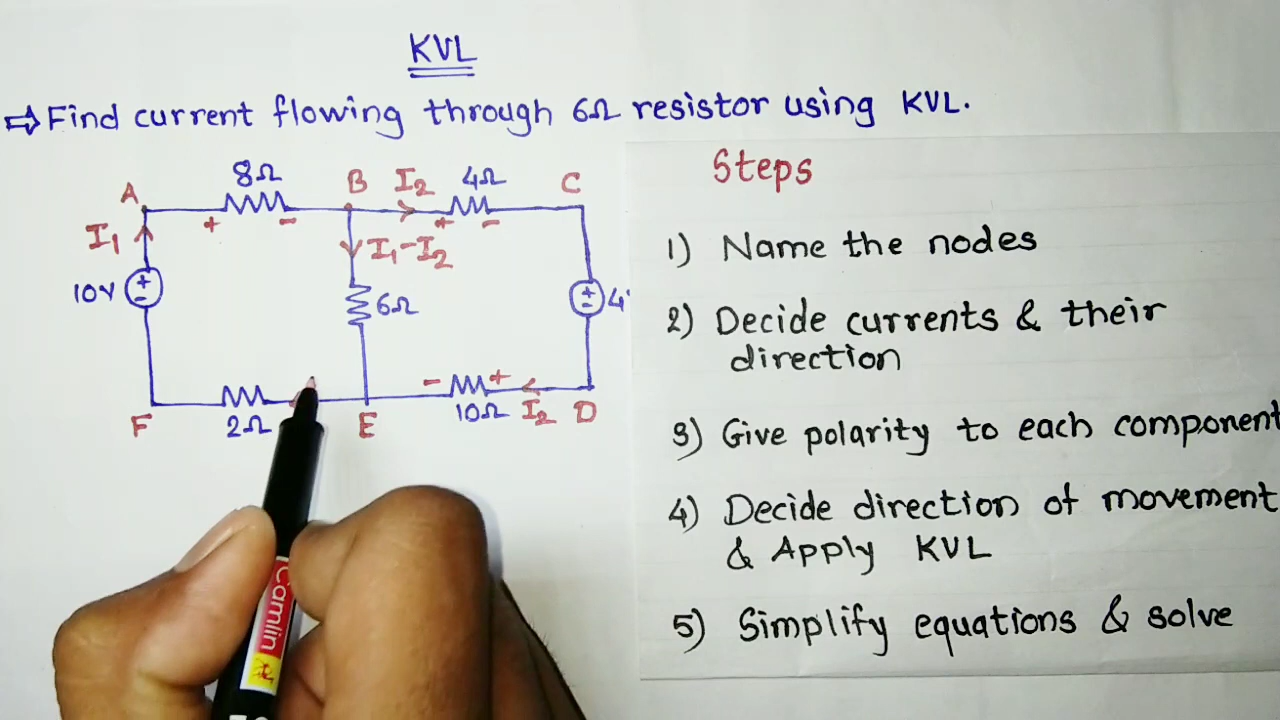 KVL
⇨ Find current flowing through 6Ω resistor using KVL.
Steps
1) Name the nodes
2) Decide currents & their
direction
3) Give polarity to each component
4) Decide direction of movement
& Apply KVL
5) Simplify equations & solve
A
8Ω
B
I₂
4Ω
C
I₁
+
-
+
-
I₁-I₂
10V
+
-
6Ω
+
-
4
-
+
F
2Ω
E
10Ω
I₂
D
Camlin